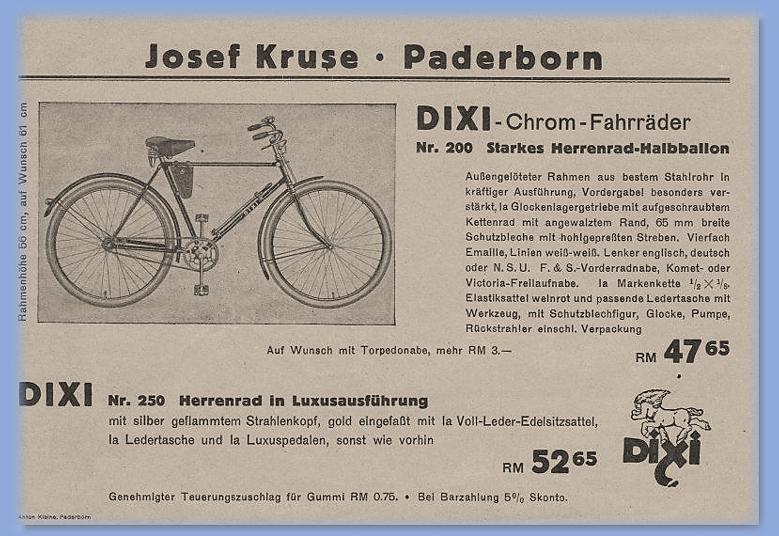 Josef Kruse · Paderborn
Rahmenhöhe 56 cm, auf Wunsch 61 cm
DIXI
DIXI-Chrom-Fahrräder
Nr. 200 Starkes Herrenrad-Halbballon
Außengelöteter Rahmen aus bestem Stahlrohr in
kräftiger Ausführung, Vordergabel besonders ver-
stärkt, Ia Glockenlagergetriebe mit aufgeschraubtem
Kettenrad mit angewalztem Rand, 65 mm breite
Schutzbleche mit hohlgepreßten Streben. Vierfach
Emaille, Linien weiß-weiß. Lenker englisch, deutsch
oder N. S. U. F. & S.-Vorderradnabe, Komet- oder
Victoria-Freilaufnabe. Ia Markenkette ½ × ⅛.
Elastiksattel weinrot und passende Ledertasche mit
Werkzeug, mit Schutzblechfigur, Glocke, Pumpe,
Rückstrahler einschl. Verpackung
Auf Wunsch mit Torpedonabe, mehr RM 3.—
RM 47 65
DIXI Nr. 250 Herrenrad in Luxusausführung
mit silber geflammtem Strahlenkopf, gold eingefaßt mit Ia Voll-Leder-Edelsitzsattel,
Ia Ledertasche und Ia Luxuspedalen, sonst wie vorhin
RM 52 65
Dixi
Genehmigter Teuerungszuschlag für Gummi RM 0.75. • Bei Barzahlung 5% Skonto.
Anton Kleine, Paderborn